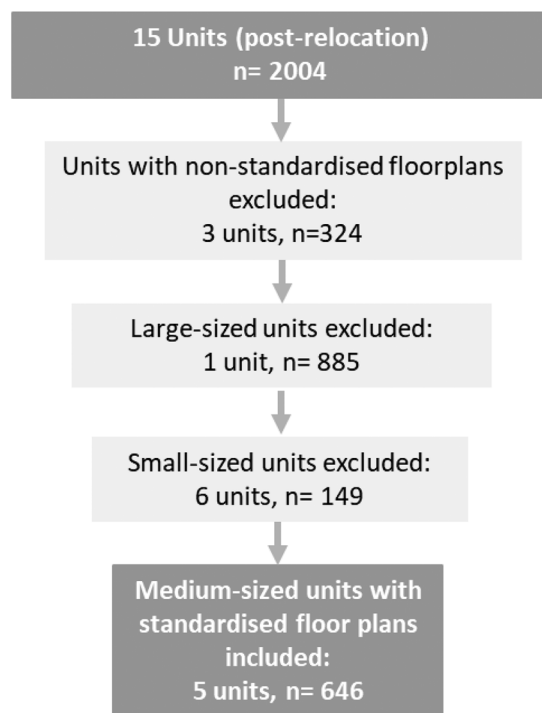 15 Units (post-relocation)
n= 2004
Units with non-standardised floorplans
excluded:
3 units, n=324
Large-sized units excluded:
1 unit, n= 885
Small-sized units excluded:
6 units, n= 149
Medium-sized units with
standardised floor plans
included:
5 units, n= 646